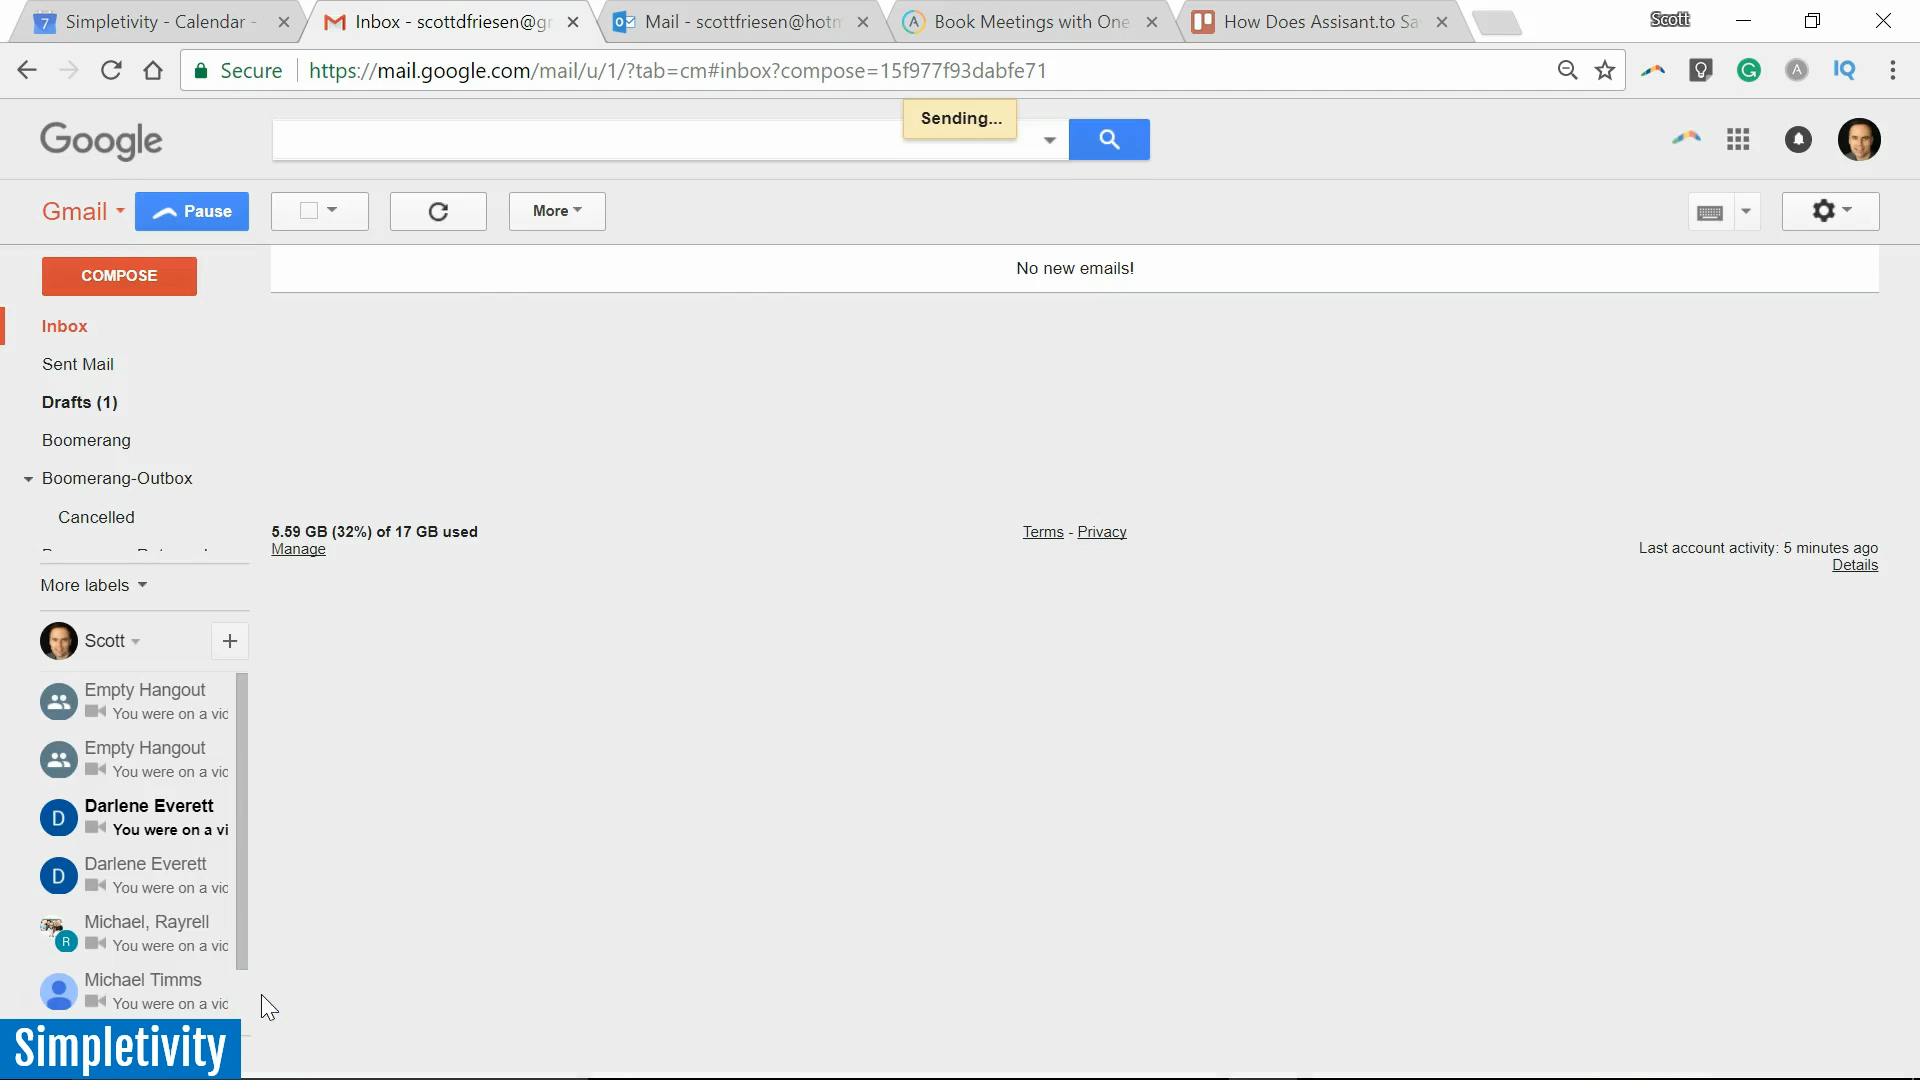 7 Simpletivity - Calendar -
Inbox - scottdfriesen@gr
Mail - scottfriesen@hotm
Book Meetings with One
How Does Assisant.to Sa
Scott
Secure
https://mail.google.com/mail/u/1/?tab=cm#inbox?compose=15f977f93dabfe71
IQ
Sending...
Google
Gmail
Pause
More
COMPOSE
No new emails!
Inbox
Sent Mail
Drafts (1)
Boomerang
Boomerang-Outbox
Cancelled
5.59 GB (32%) of 17 GB used
Manage
Terms - Privacy
Last account activity: 5 minutes ago
Details
More labels
Scott
Empty Hangout
You were on a vid
Empty Hangout
You were on a vid
D Darlene Everett
You were on a vi
D Darlene Everett
You were on a vid
Michael, Rayrell
R You were on a vid
Michael Timms
You were on a vid
Simpletivity